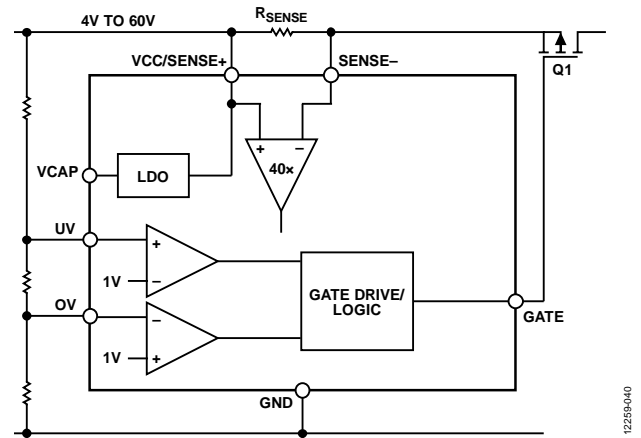 4V TO 60V
RSENSE
VCC/SENSE+
SENSE–
Q1
+
–
40×
VCAP
LDO
UV
+
1V
–
GATE DRIVE/
LOGIC
OV
–
1V
+
GATE
GND
12259-040